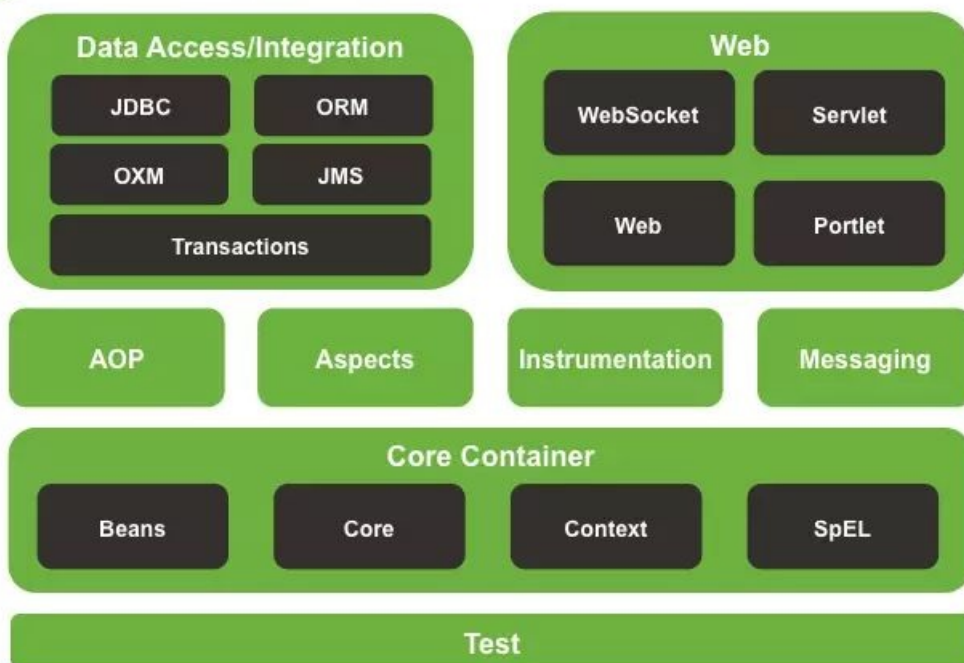 Data Access/Integration
JDBC
ORM
OXM
JMS
Transactions
Web
WebSocket
Servlet
Web
Portlet
AOP
Aspects
Instrumentation
Messaging
Core Container
Beans
Core
Context
SpEL
Test